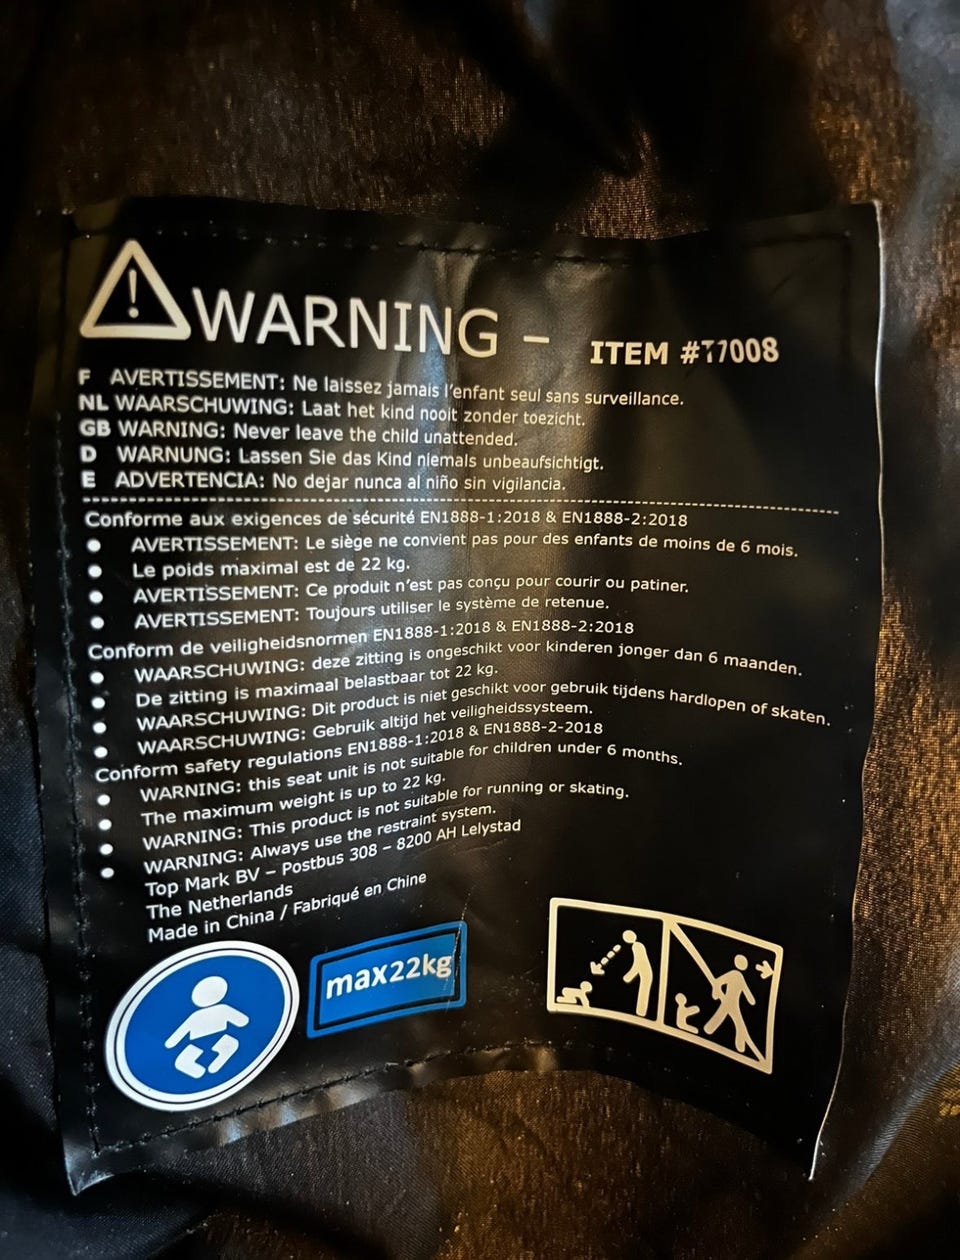 ! WARNING – ITEM #T7008
F AVERTISSEMENT: Ne laissez jamais l'enfant seul sans surveillance.
NL WAARSCHUWING: Laat het kind nooit zonder toezicht.
GB WARNING: Never leave the child unattended.
D WARNUNG: Lassen Sie das Kind niemals unbeaufsichtigt.
E ADVERTENCIA: No dejar nunca al niño sin vigilancia.
Conforme aux exigences de sécurité EN1888-1:2018 & EN1888-2:2018
• AVERTISSEMENT: Le siège ne convient pas pour des enfants de moins de 6 mois.
• Le poids maximal est de 22 kg.
• AVERTISSEMENT: Ce produit n'est pas conçu pour courir ou patiner.
• AVERTISSEMENT: Toujours utiliser le système de retenue.
Conform de veiligheidsnormen EN1888-1:2018 & EN1888-2:2018
• WAARSCHUWING: deze zitting is ongeschikt voor kinderen jonger dan 6 maanden.
• De zitting is maximaal belastbaar tot 22 kg.
• WAARSCHUWING: Dit product is niet geschikt voor gebruik tijdens hardlopen of skaten.
• WAARSCHUWING: Gebruik altijd het veiligheidssysteem.
Conform safety regulations EN1888-1:2018 & EN1888-2-2018
• WARNING: this seat unit is not suitable for children under 6 months.
• The maximum weight is up to 22 kg.
• WARNING: This product is not suitable for running or skating.
• WARNING: Always use the restraint system.
Top Mark BV – Postbus 308 – 8200 AH Lelystad
The Netherlands
Made in China / Fabriqué en Chine
max22kg